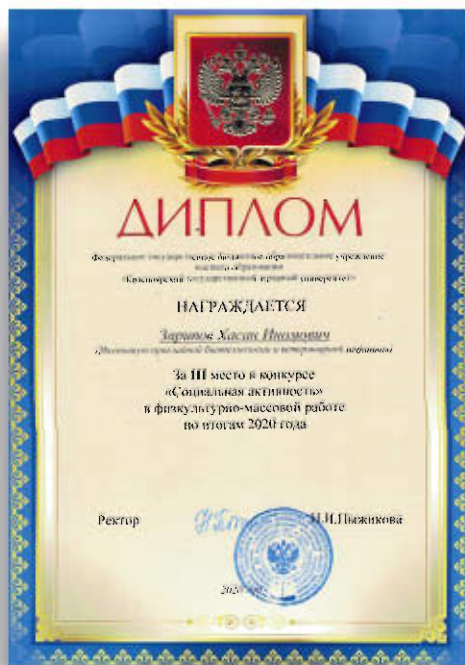 ДИПЛОМ
Федеральное государственное бюджетное образовательное учреждение
высшего образования
«Красноярский государственный аграрный университет»
НАГРАЖДАЕТСЯ
Зарипов Хасан
(Институт прикладной биотехнологии и ветеринарной медицины)
За III место в конкурсе
«Социальная активность»
в физкультурно-массовой работе
по итогам 2020 года
Ректор Н.И.Пыжикова
2020